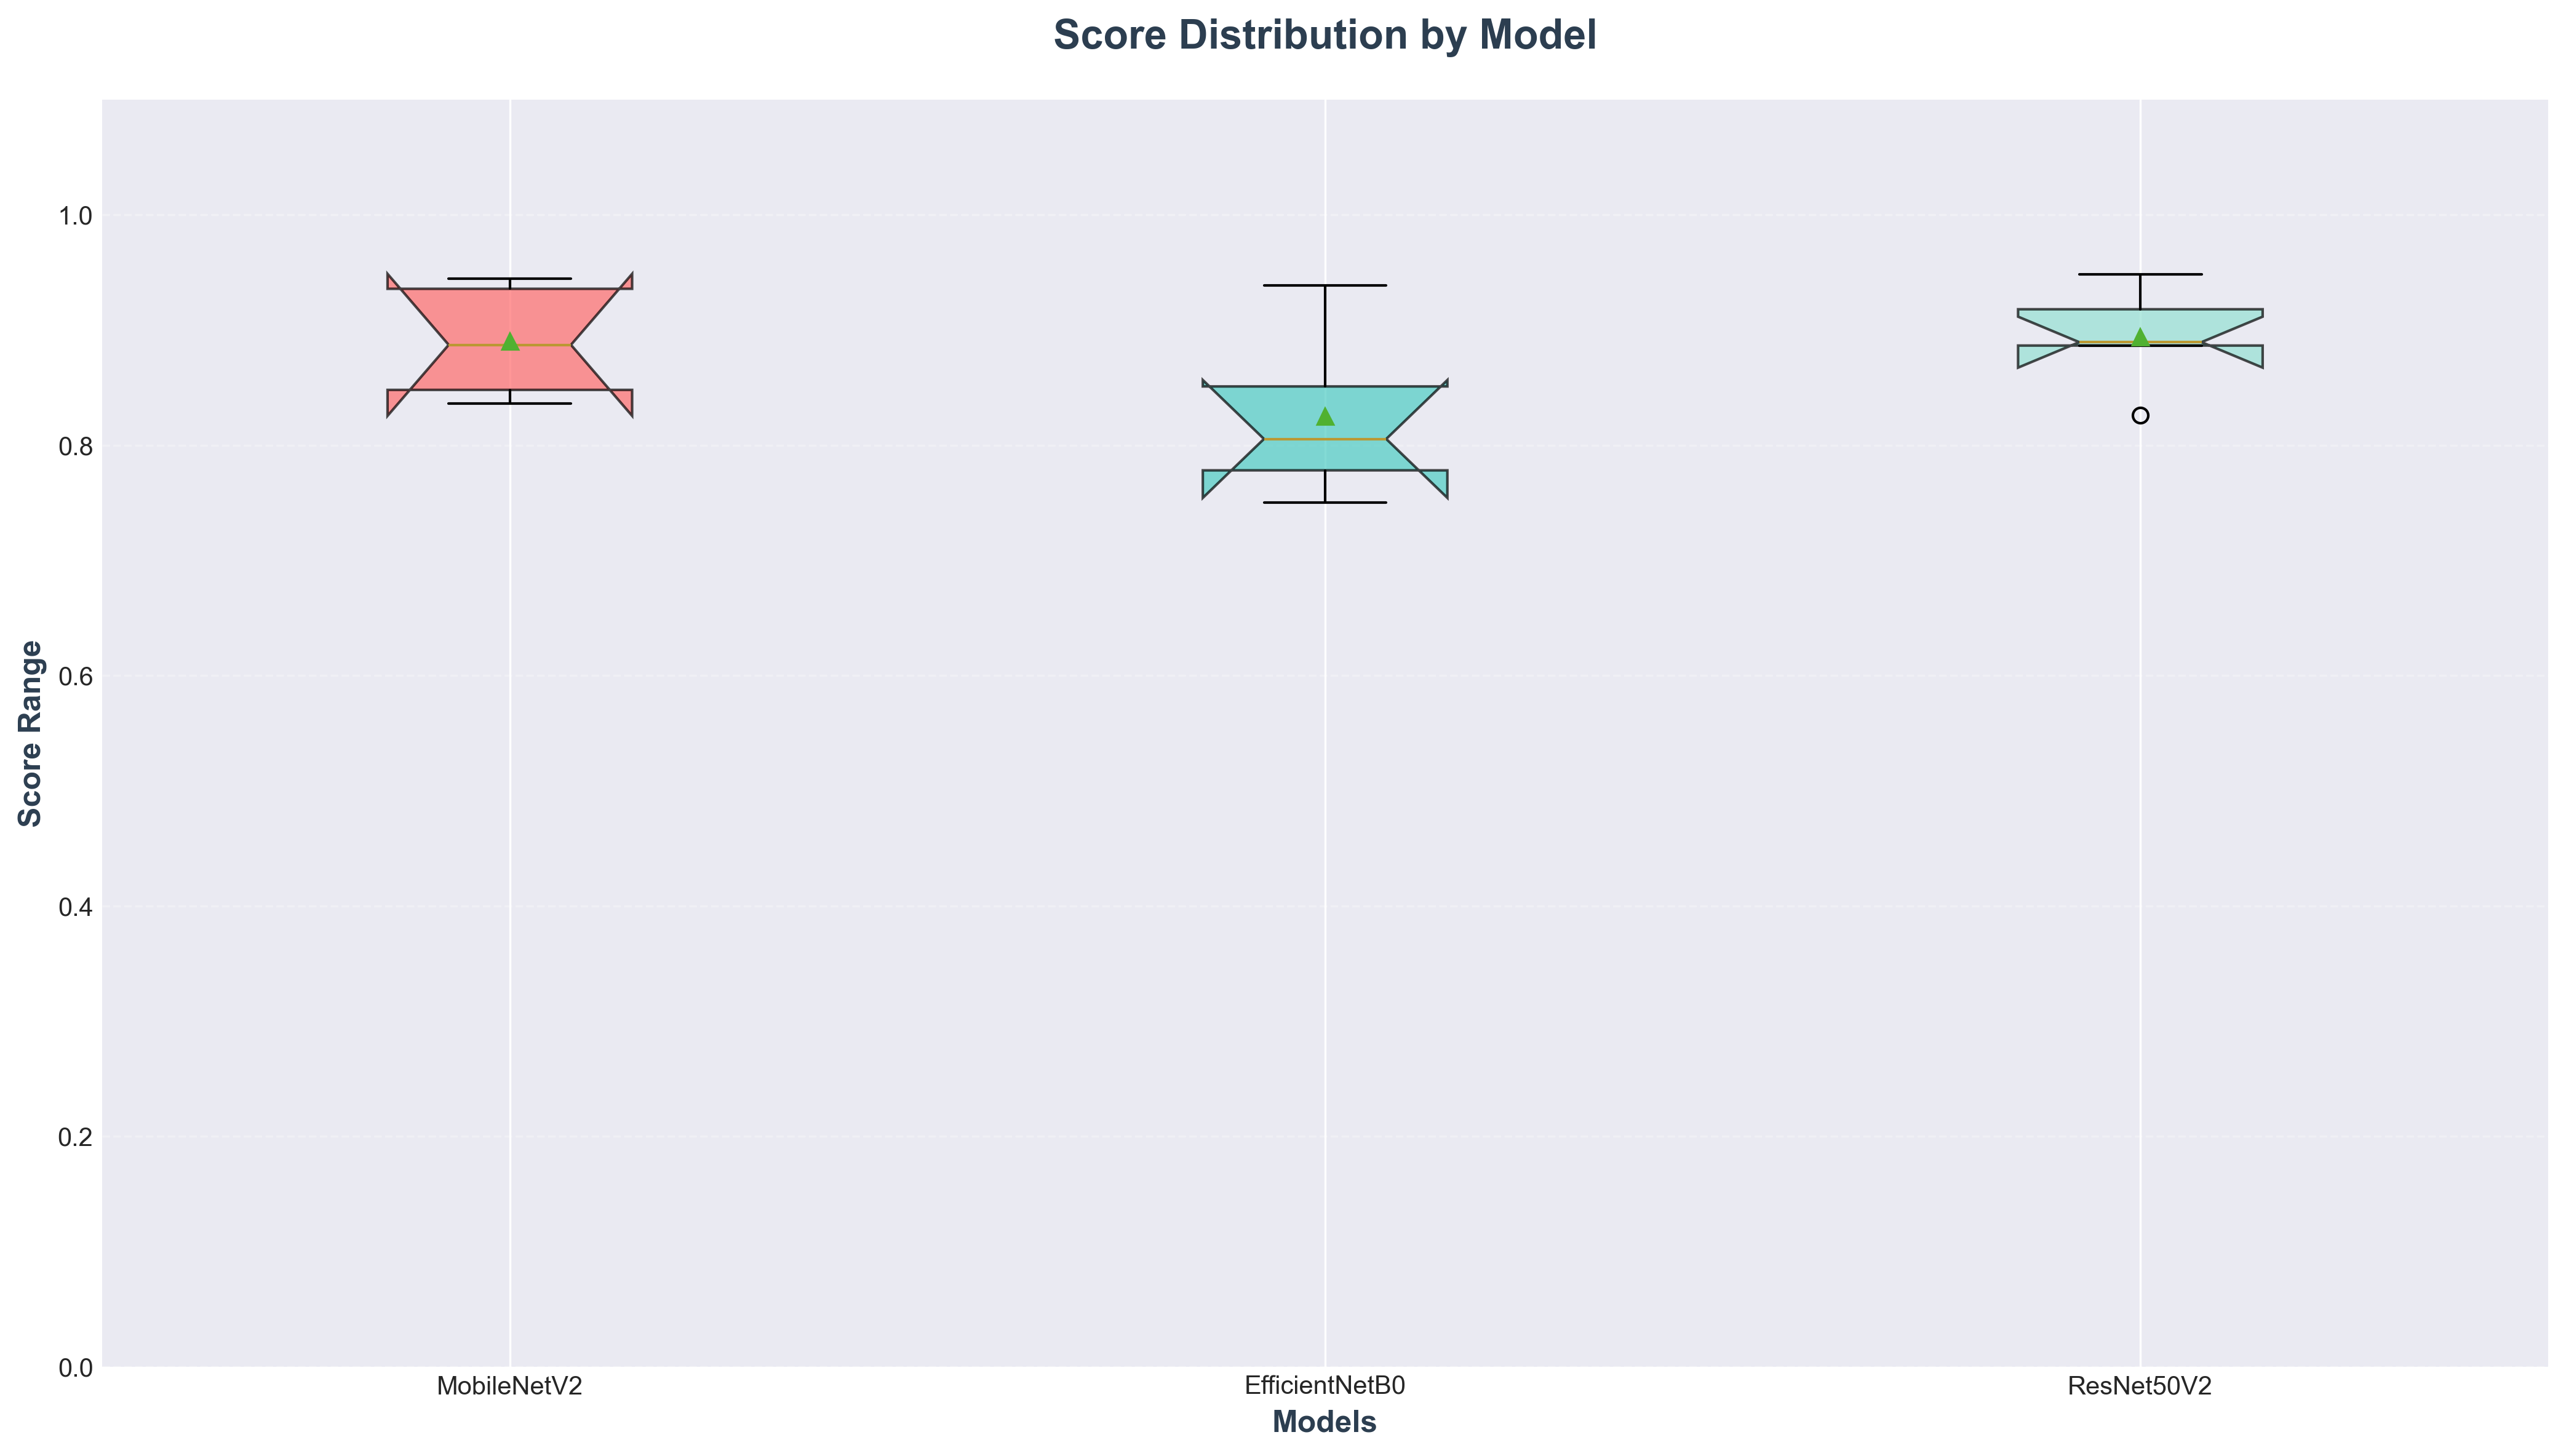 Score Distribution by Model
Score Range
1.0
0.8
0.6
0.4
0.2
0.0
MobileNetV2
EfficientNetB0
ResNet50V2
Models